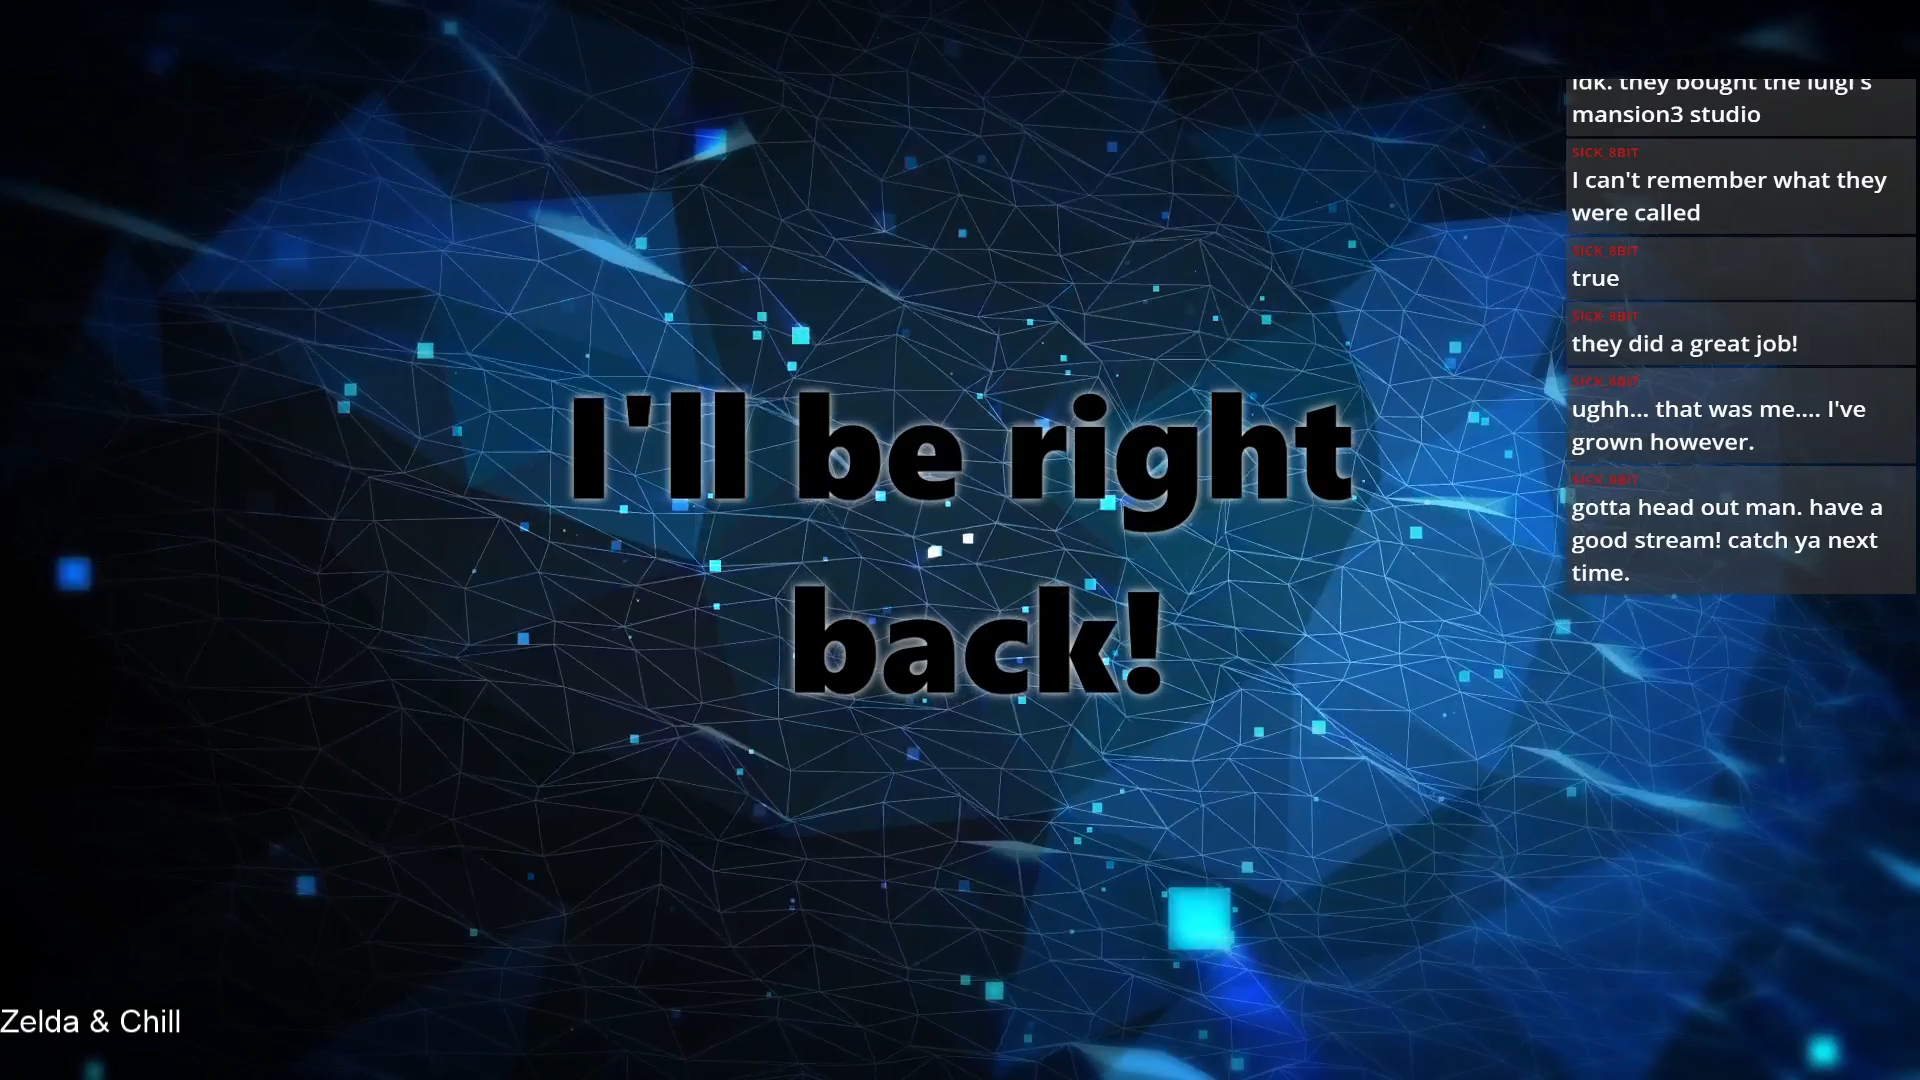 idk. they bought the luigi's
mansion3 studio
SICK_8BIT
I can't remember what they
were called
SICK_8BIT
true
SICK_8BIT
they did a great job!
SICK_8BIT
ughh... that was me.... I've
grown however.
SICK_8BIT
gotta head out man. have a
good stream! catch ya next
time.
I'll be right
back!
Zelda & Chill